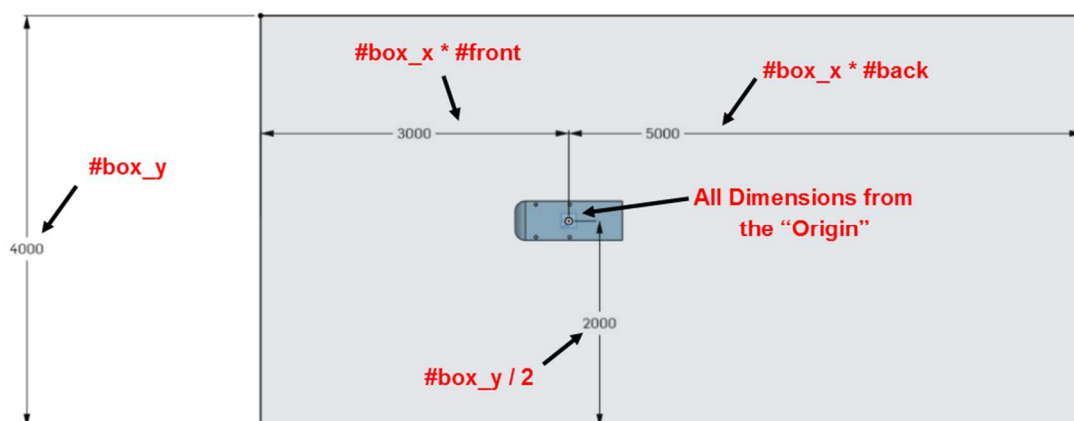 #box_x * #front
#box_x * #back
3000
5000
#box_y
All Dimensions from
the “Origin”
4000
2000
#box_y / 2